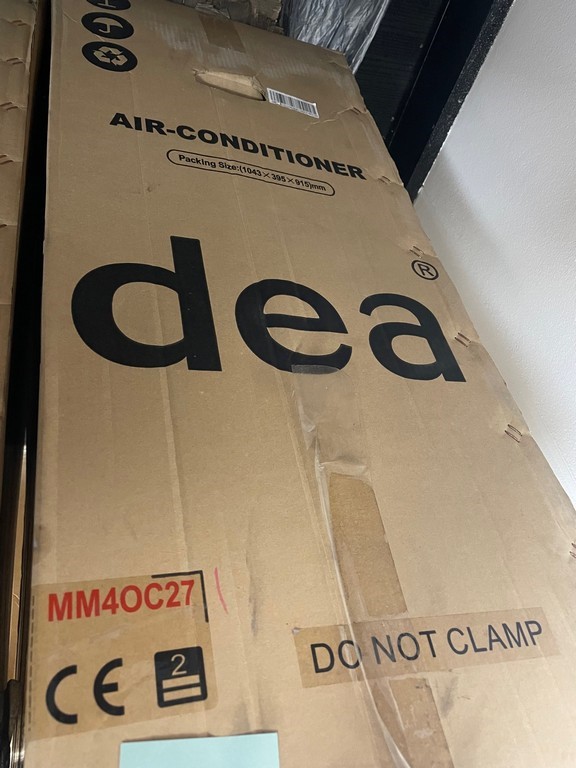 AIR-CONDITIONER
Packing Size:(1043×395×915)mm
dea®
MM4OC27
DO NOT CLAMP
CE 2